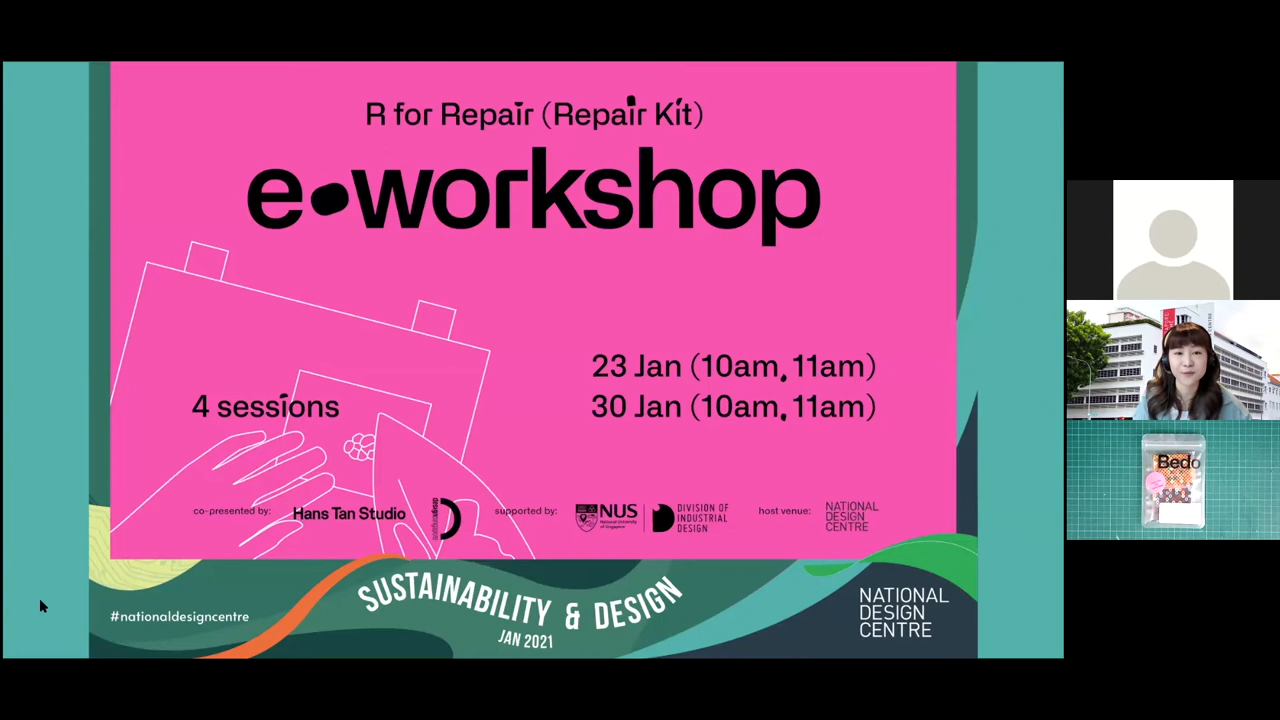 R for Repair (Repair Kit)
e•workshop
4 sessions
23 Jan (10am, 11am)
30 Jan (10am, 11am)
co-presented by:
Hans Tan Studio
supported by:
NUS
National University
of Singapore
DIVISION OF
INDUSTRIAL
DESIGN
host venue:
NATIONAL
DESIGN
CENTRE
#nationaldesigncentre
SUSTAINABILITY & DESIGN
JAN 2021
NATIONAL
DESIGN
CENTRE
Bedo